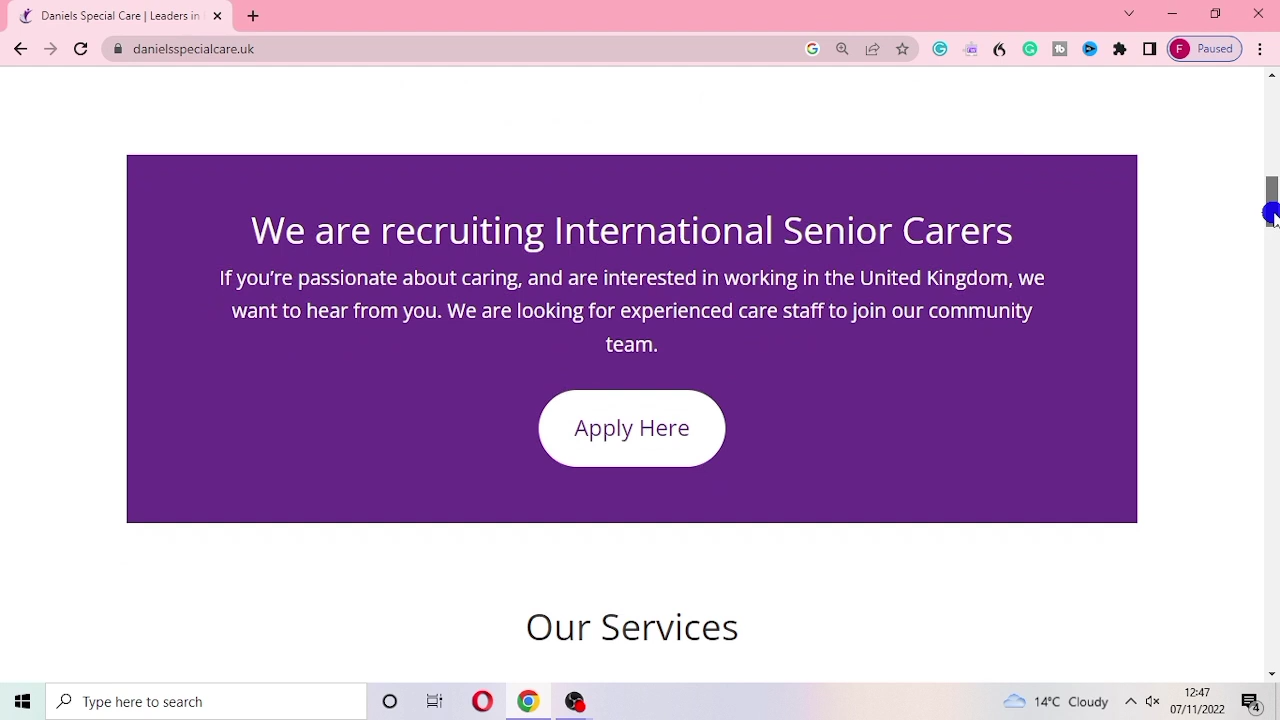 Daniels Special Care | Leaders in
danielsspecialcare.uk
F
Paused
We are recruiting International Senior Carers
If you’re passionate about caring, and are interested in working in the United Kingdom, we
want to hear from you. We are looking for experienced care staff to join our community
team.
Apply Here
Our Services
Type here to search
14°C Cloudy
12:47
07/11/2022
4